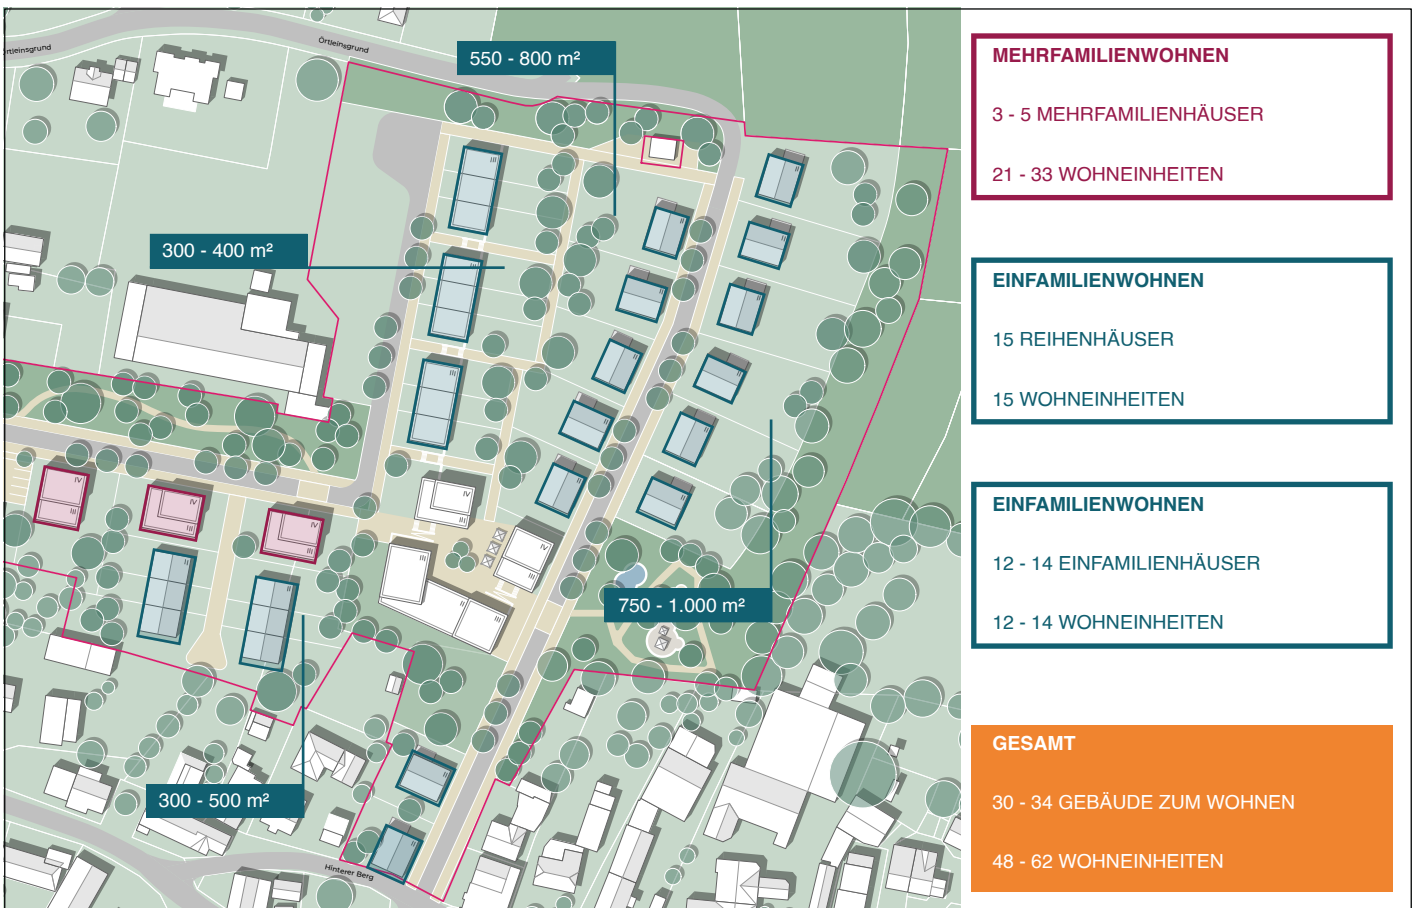 Örtleinsgrund
rtleinsgrund
550 - 800 m²
300 - 400 m²
750 - 1.000 m²
300 - 500 m²
Hinterer Berg
MEHRFAMILIENWOHNEN
3 - 5 MEHRFAMILIENHÄUSER
21 - 33 WOHNEINHEITEN
EINFAMILIENWOHNEN
15 REIHENHÄUSER
15 WOHNEINHEITEN
EINFAMILIENWOHNEN
12 - 14 EINFAMILIENHÄUSER
12 - 14 WOHNEINHEITEN
GESAMT
30 - 34 GEBÄUDE ZUM WOHNEN
48 - 62 WOHNEINHEITEN